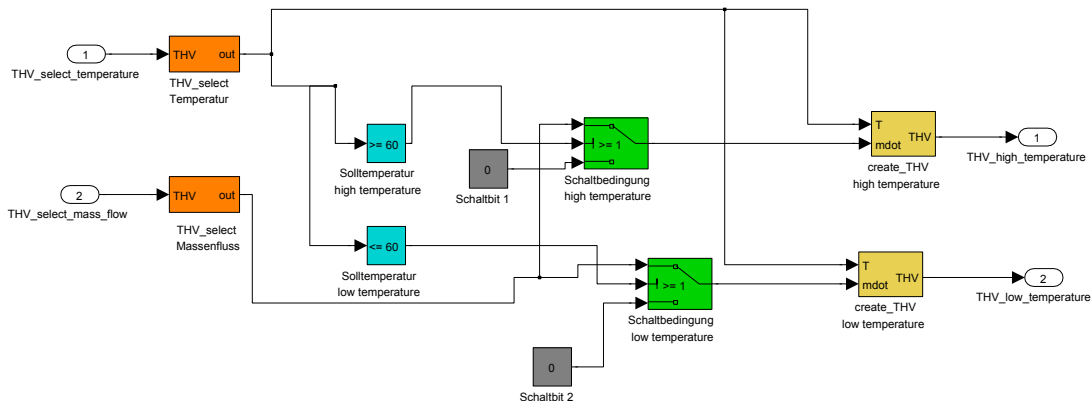 1
THV_select_temperature
THV out
THV_select
Temperatur
>= 60
Solltemperatur
high temperature
0
Schaltbit 1
>= 1
Schaltbedingung
high temperature
T
mdot
THV
create_THV
high temperature
1
THV_high_temperature
2
THV_select_mass_flow
THV out
THV_select
Massenfluss
<= 60
Solltemperatur
low temperature
>= 1
Schaltbedingung
low temperature
0
Schaltbit 2
T
mdot
THV
create_THV
low temperature
2
THV_low_temperature